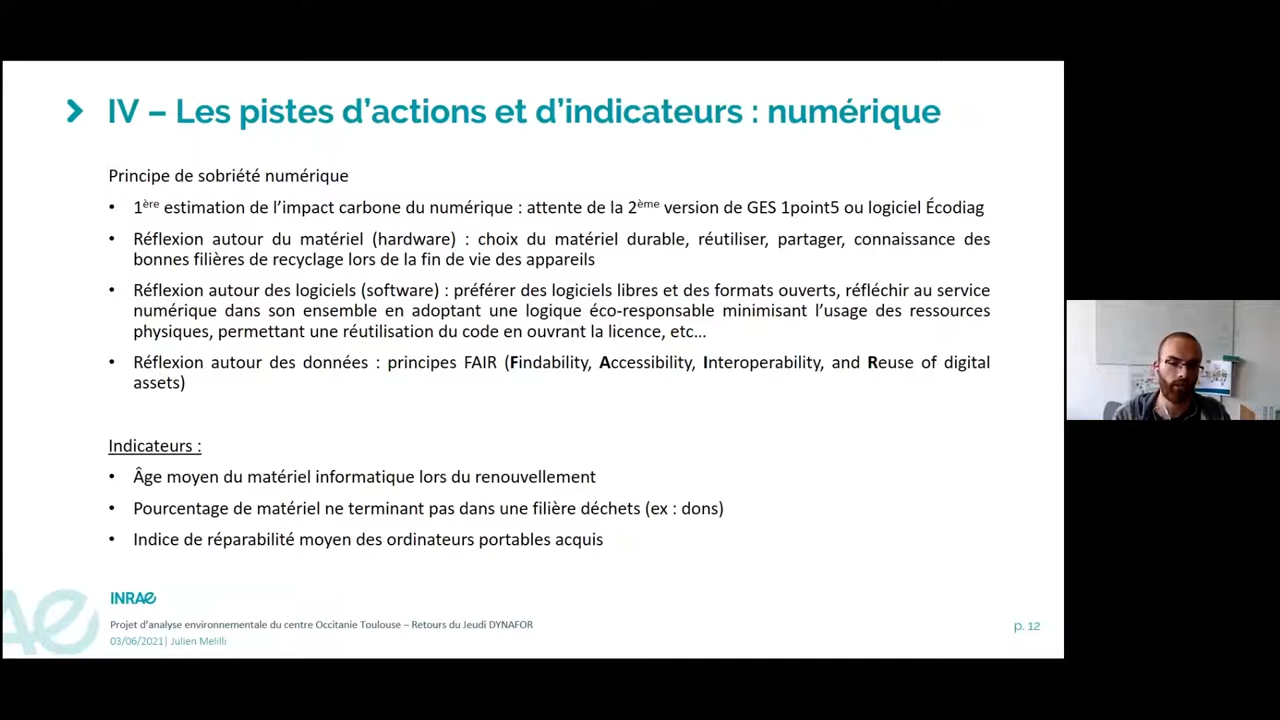 IV – Les pistes d'actions et d'indicateurs : numérique
Principe de sobriété numérique
• 1ère estimation de l'impact carbone du numérique : attente de la 2ème version de GES 1point5 ou logiciel Écodiag
• Réflexion autour du matériel (hardware) : choix du matériel durable, réutiliser, partager, connaissance des
bonnes filières de recyclage lors de la fin de vie des appareils
• Réflexion autour des logiciels (software) : préférer des logiciels libres et des formats ouverts, réfléchir au service
numérique dans son ensemble en adoptant une logique éco-responsable minimisant l'usage des ressources
physiques, permettant une réutilisation du code en ouvrant la licence, etc...
• Réflexion autour des données : principes FAIR (Findability, Accessibility, Interoperability, and Reuse of digital
assets)
Indicateurs :
• Âge moyen du matériel informatique lors du renouvellement
• Pourcentage de matériel ne terminant pas dans une filière déchets (ex : dons)
• Indice de réparabilité moyen des ordinateurs portables acquis
INRAE
Projet d'analyse environnementale du centre Occitanie Toulouse – Retours du Jeudi DYNAFOR
03/06/2021| Julien Melilli
p. 12